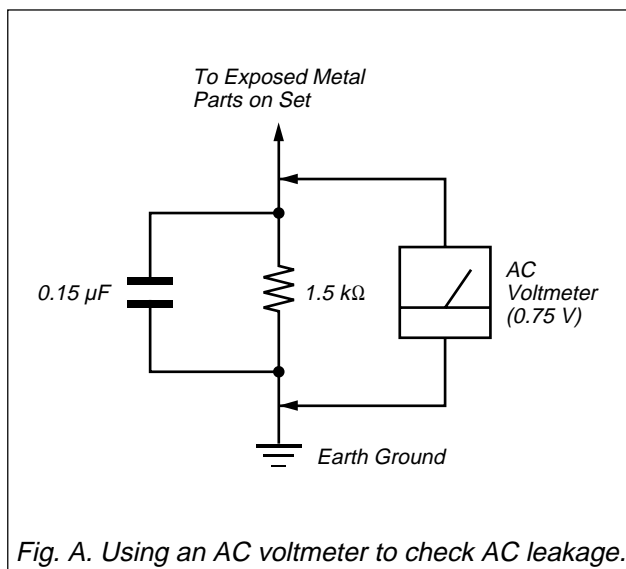 To Exposed Metal
Parts on Set
0.15 µF
1.5 kΩ
AC
Voltmeter
(0.75 V)
Earth Ground
Fig. A. Using an AC voltmeter to check AC leakage.